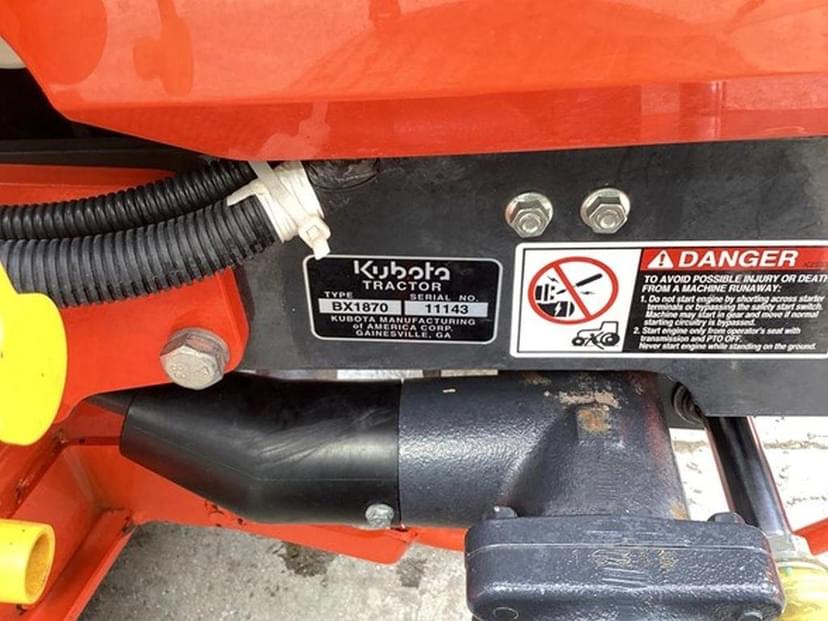 Kubota
TRACTOR
TYPE SERIAL NO.
BX1870 11143
KUBOTA MANUFACTURING
of AMERICA CORP.
GAINESVILLE, GA
DANGER
TO AVOID POSSIBLE INJURY OR DEATH
FROM A MACHINE RUNAWAY:
1. Do not start engine by shorting across starter
terminals or bypassing the safety start switch.
Machine may start in gear and move if normal
starting circuitry is bypassed.
2. Start engine only from operator's seat with
transmission and PTO OFF.
Never start engine while standing on the ground.